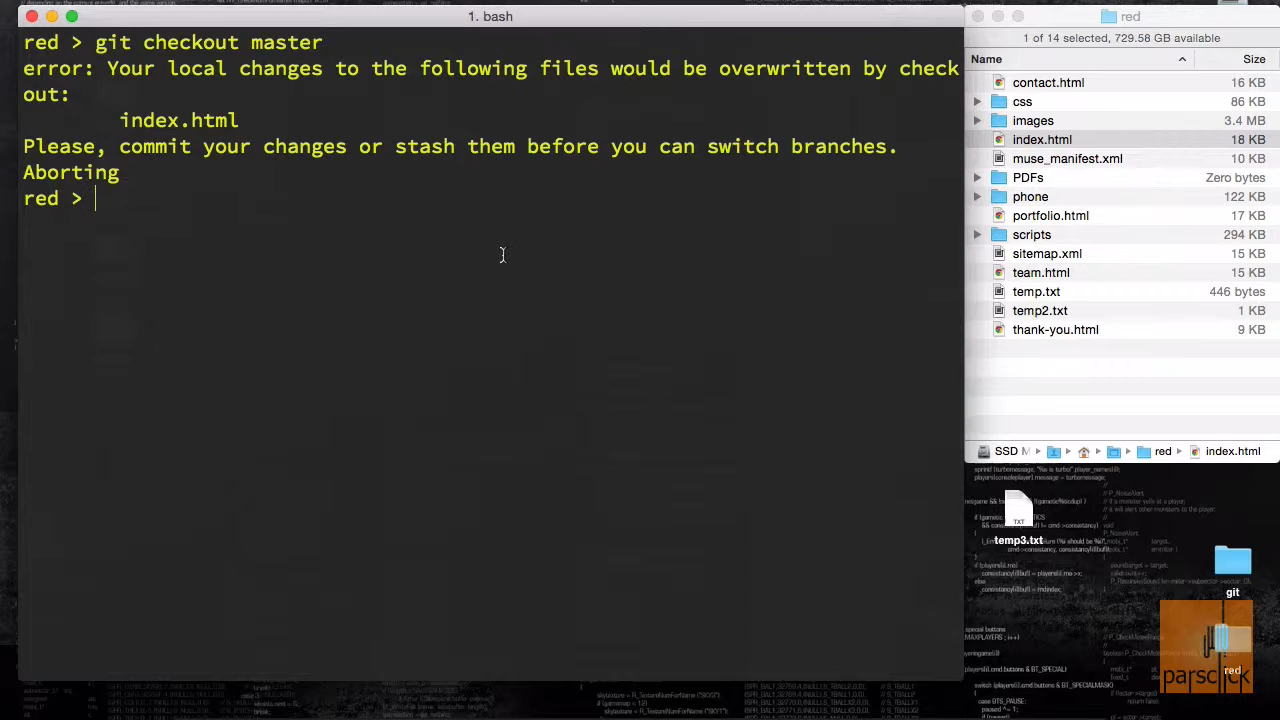 1. bash
red > git checkout master
error: Your local changes to the following files would be overwritten by check
out:
index.html
Please, commit your changes or stash them before you can switch branches.
Aborting
red >
red
1 of 14 selected, 729.58 GB available
Name Size
contact.html 16 KB
css 86 KB
images 3.4 MB
index.html 18 KB
muse_manifest.xml 10 KB
PDFs Zero bytes
phone 122 KB
portfolio.html 17 KB
scripts 294 KB
sitemap.xml 15 KB
team.html 15 KB
temp.txt 446 bytes
temp2.txt 1 KB
thank-you.html 9 KB
SSD red index.html
TXT
temp3.txt
git
red
parsclick